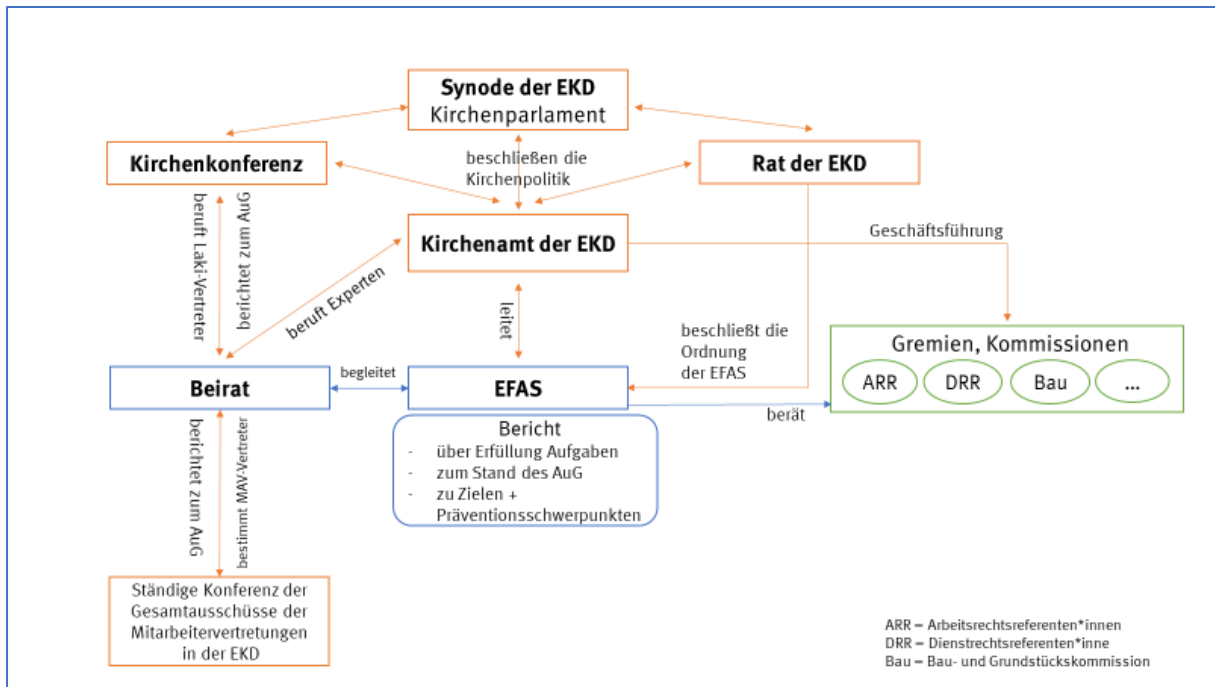 Synode der EKD
Kirchenparlament
Kirchenkonferenz
beschließen die
Kirchenpolitik
Rat der EKD
beruft Laki-Vertreter
berichtet zum AuG
Kirchenamt der EKD
Geschäftsführung
beruft Experten
leitet
beschließt die
Ordnung
der EFAS
Gremien, Kommissionen
ARR
DRR
Bau
...
Beirat
begleitet
EFAS
berät
Bericht
- über Erfüllung Aufgaben
- zum Stand des AuG
- zu Zielen +
Präventionsschwerpunkten
berichtet zum AuG
bestimmt MAV-Vertreter
Ständige Konferenz der
Gesamtausschüsse der
Mitarbeitervertretungen
in der EKD
ARR – Arbeitsrechtsreferenten*innen
DRR – Dienstrechtsreferenten*inne
Bau – Bau- und Grundstückskommission